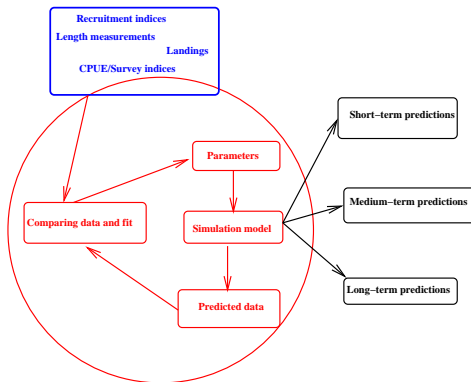 Recruitment indices
Length measurements
Landings
CPUE/Survey indices
Short−term predictions
Parameters
Medium−term predictions
Comparing data and fit
Simulation model
Long−term predictions
Predicted data